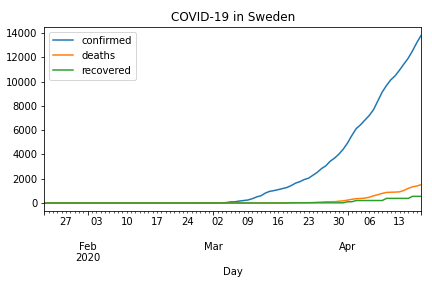 COVID-19 in Sweden
confirmed
deaths
recovered
14000
12000
10000
8000
6000
4000
2000
0
27 03 10 17 24 02 09 16 23 30 06 13
Feb Mar Apr
2020
Day